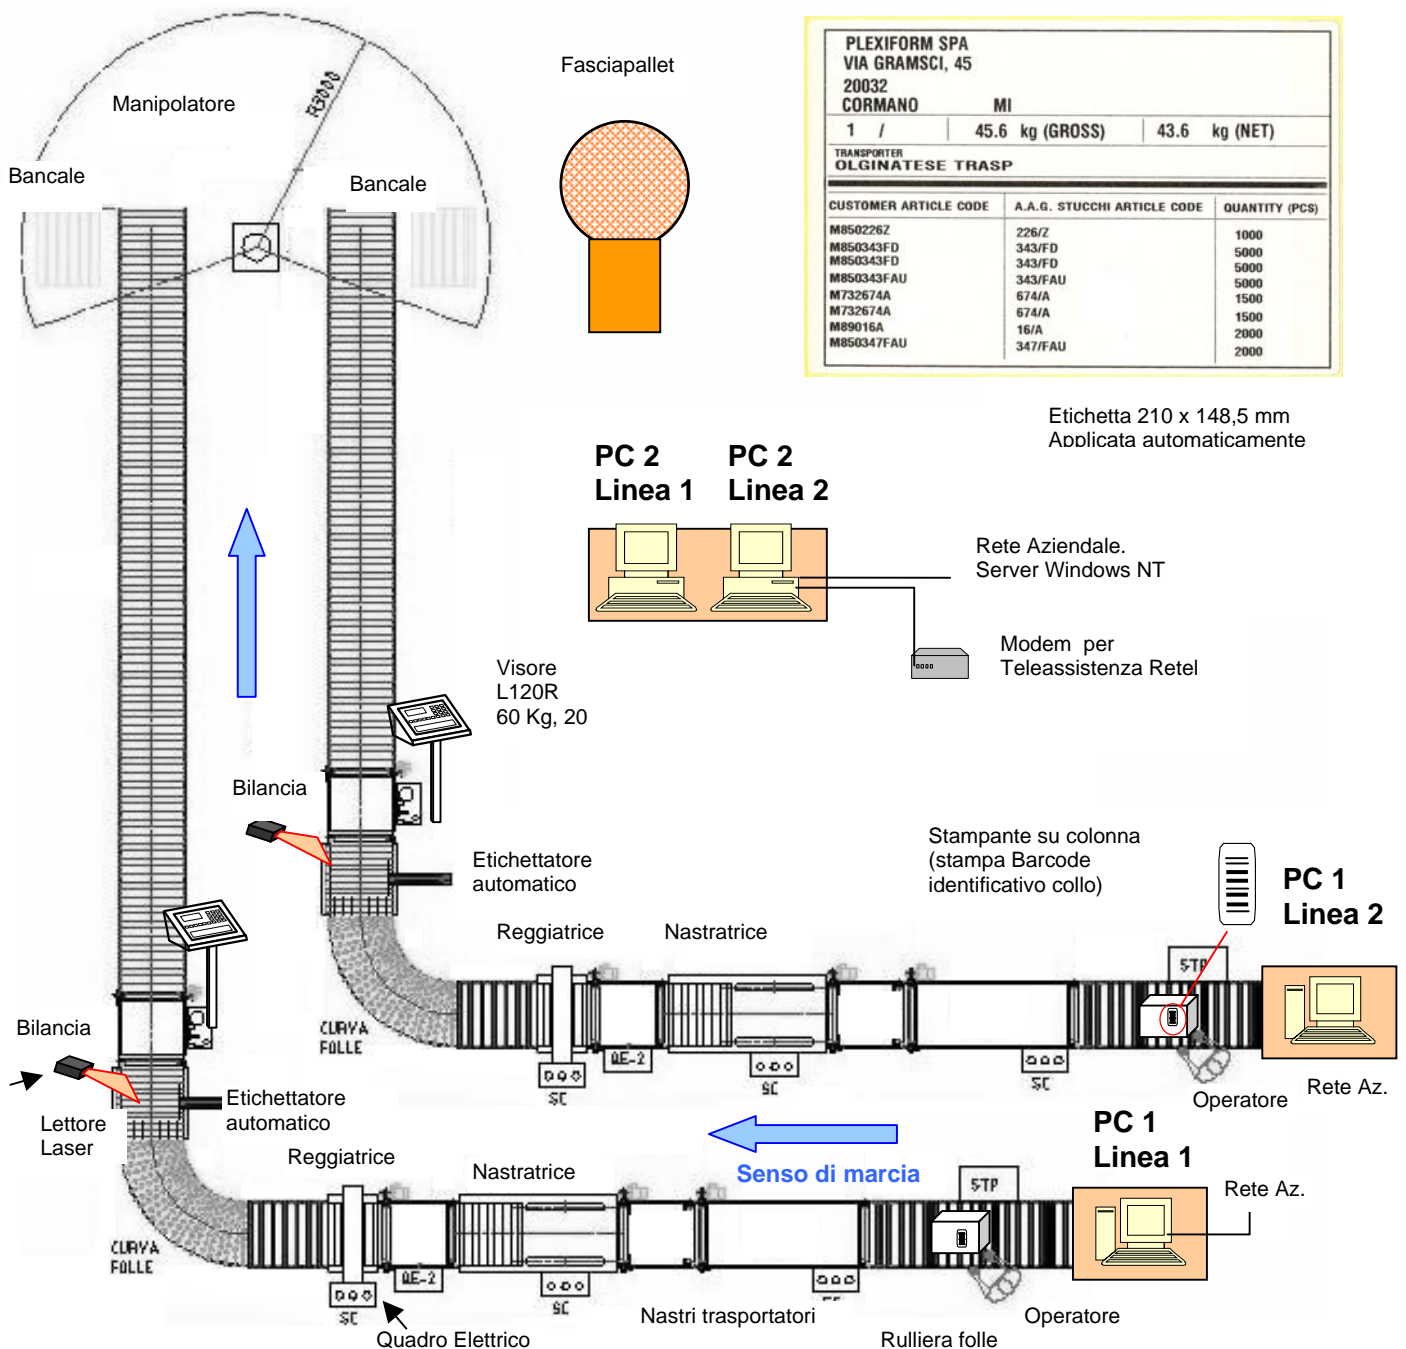 Fasciapallet
Manipolatore
R3000
Bancale
Bancale
PLEXIFORM SPA
VIA GRAMSCI, 45
20032
CORMANO MI
1 / 45.6 kg (GROSS) 43.6 kg (NET)
TRANSPORTER
OLGINATESE TRASP
CUSTOMER ARTICLE CODE A.A.G. STUCCHI ARTICLE CODE QUANTITY (PCS)
M850226Z 226/Z 1000
M850343FD 343/FD 5000
M850343FD 343/FD 5000
M850343FAU 343/FAU 5000
M732674A 674/A 1500
M732674A 674/A 1500
M89016A 16/A 2000
M850347FAU 347/FAU 2000
Etichetta 210 x 148,5 mm
Applicata automaticamente
PC 2
Linea 1
PC 2
Linea 2
Rete Aziendale.
Server Windows NT
Modem per
Teleassistenza Retel
Visore
L120R
60 Kg, 20
Bilancia
Etichettatore
automatico
Stampante su colonna
(stampa Barcode
identificativo collo)
PC 1
Linea 2
Reggiatrice
Nastratrice
STP
CURVA
FOLLE
QE-2
SC
SC
SC
Operatore
Rete Az.
Bilancia
Lettore
Laser
Etichettatore
automatico
PC 1
Linea 1
Reggiatrice
Nastratrice
Senso di marcia
STP
Rete Az.
CURVA
FOLLE
QE-2
SC
SC
Quadro Elettrico
Nastri trasportatori
Rulliera folle
Operatore